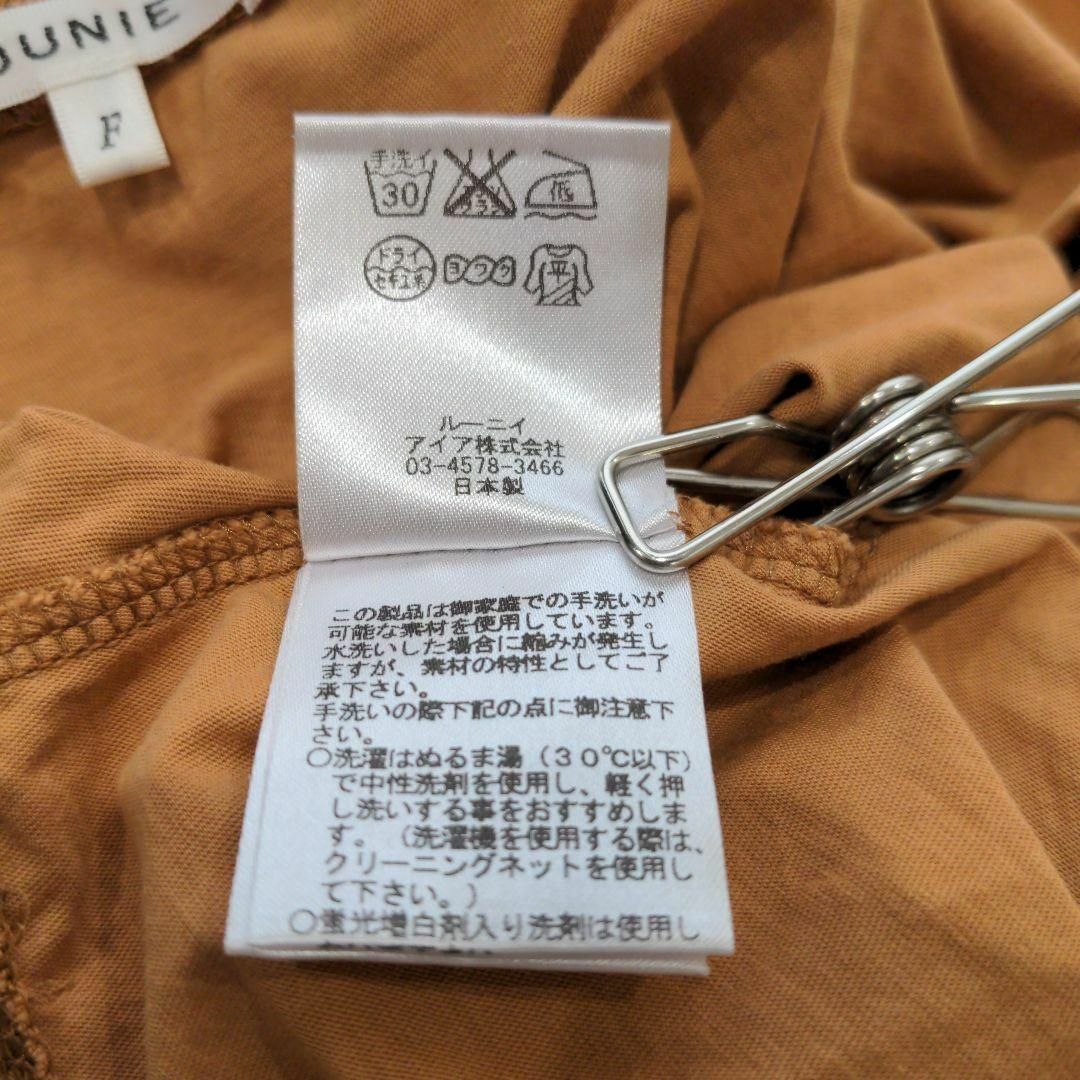 OUNIE
F
手洗イ
30
エンソサラシ
低
ドライ
セキユ系
ヨワク
平
ルーニィ
アイア株式会社
03-4578-3466
日本製
この製品は御家庭での手洗いが
可能な素材を使用しています。
水洗いした場合に縮みが発生し
ますが、素材の特性としてご了
承下さい。
手洗いの際下記の点に御注意下
さい。
○洗濯はぬるま湯（30℃以下）
で中性洗剤を使用し、軽く押
し洗いする事をおすすめしま
す。（洗濯機を使用する際は、
クリーニングネットを使用し
て下さい。）
○蛍光増白剤入り洗剤は使用し